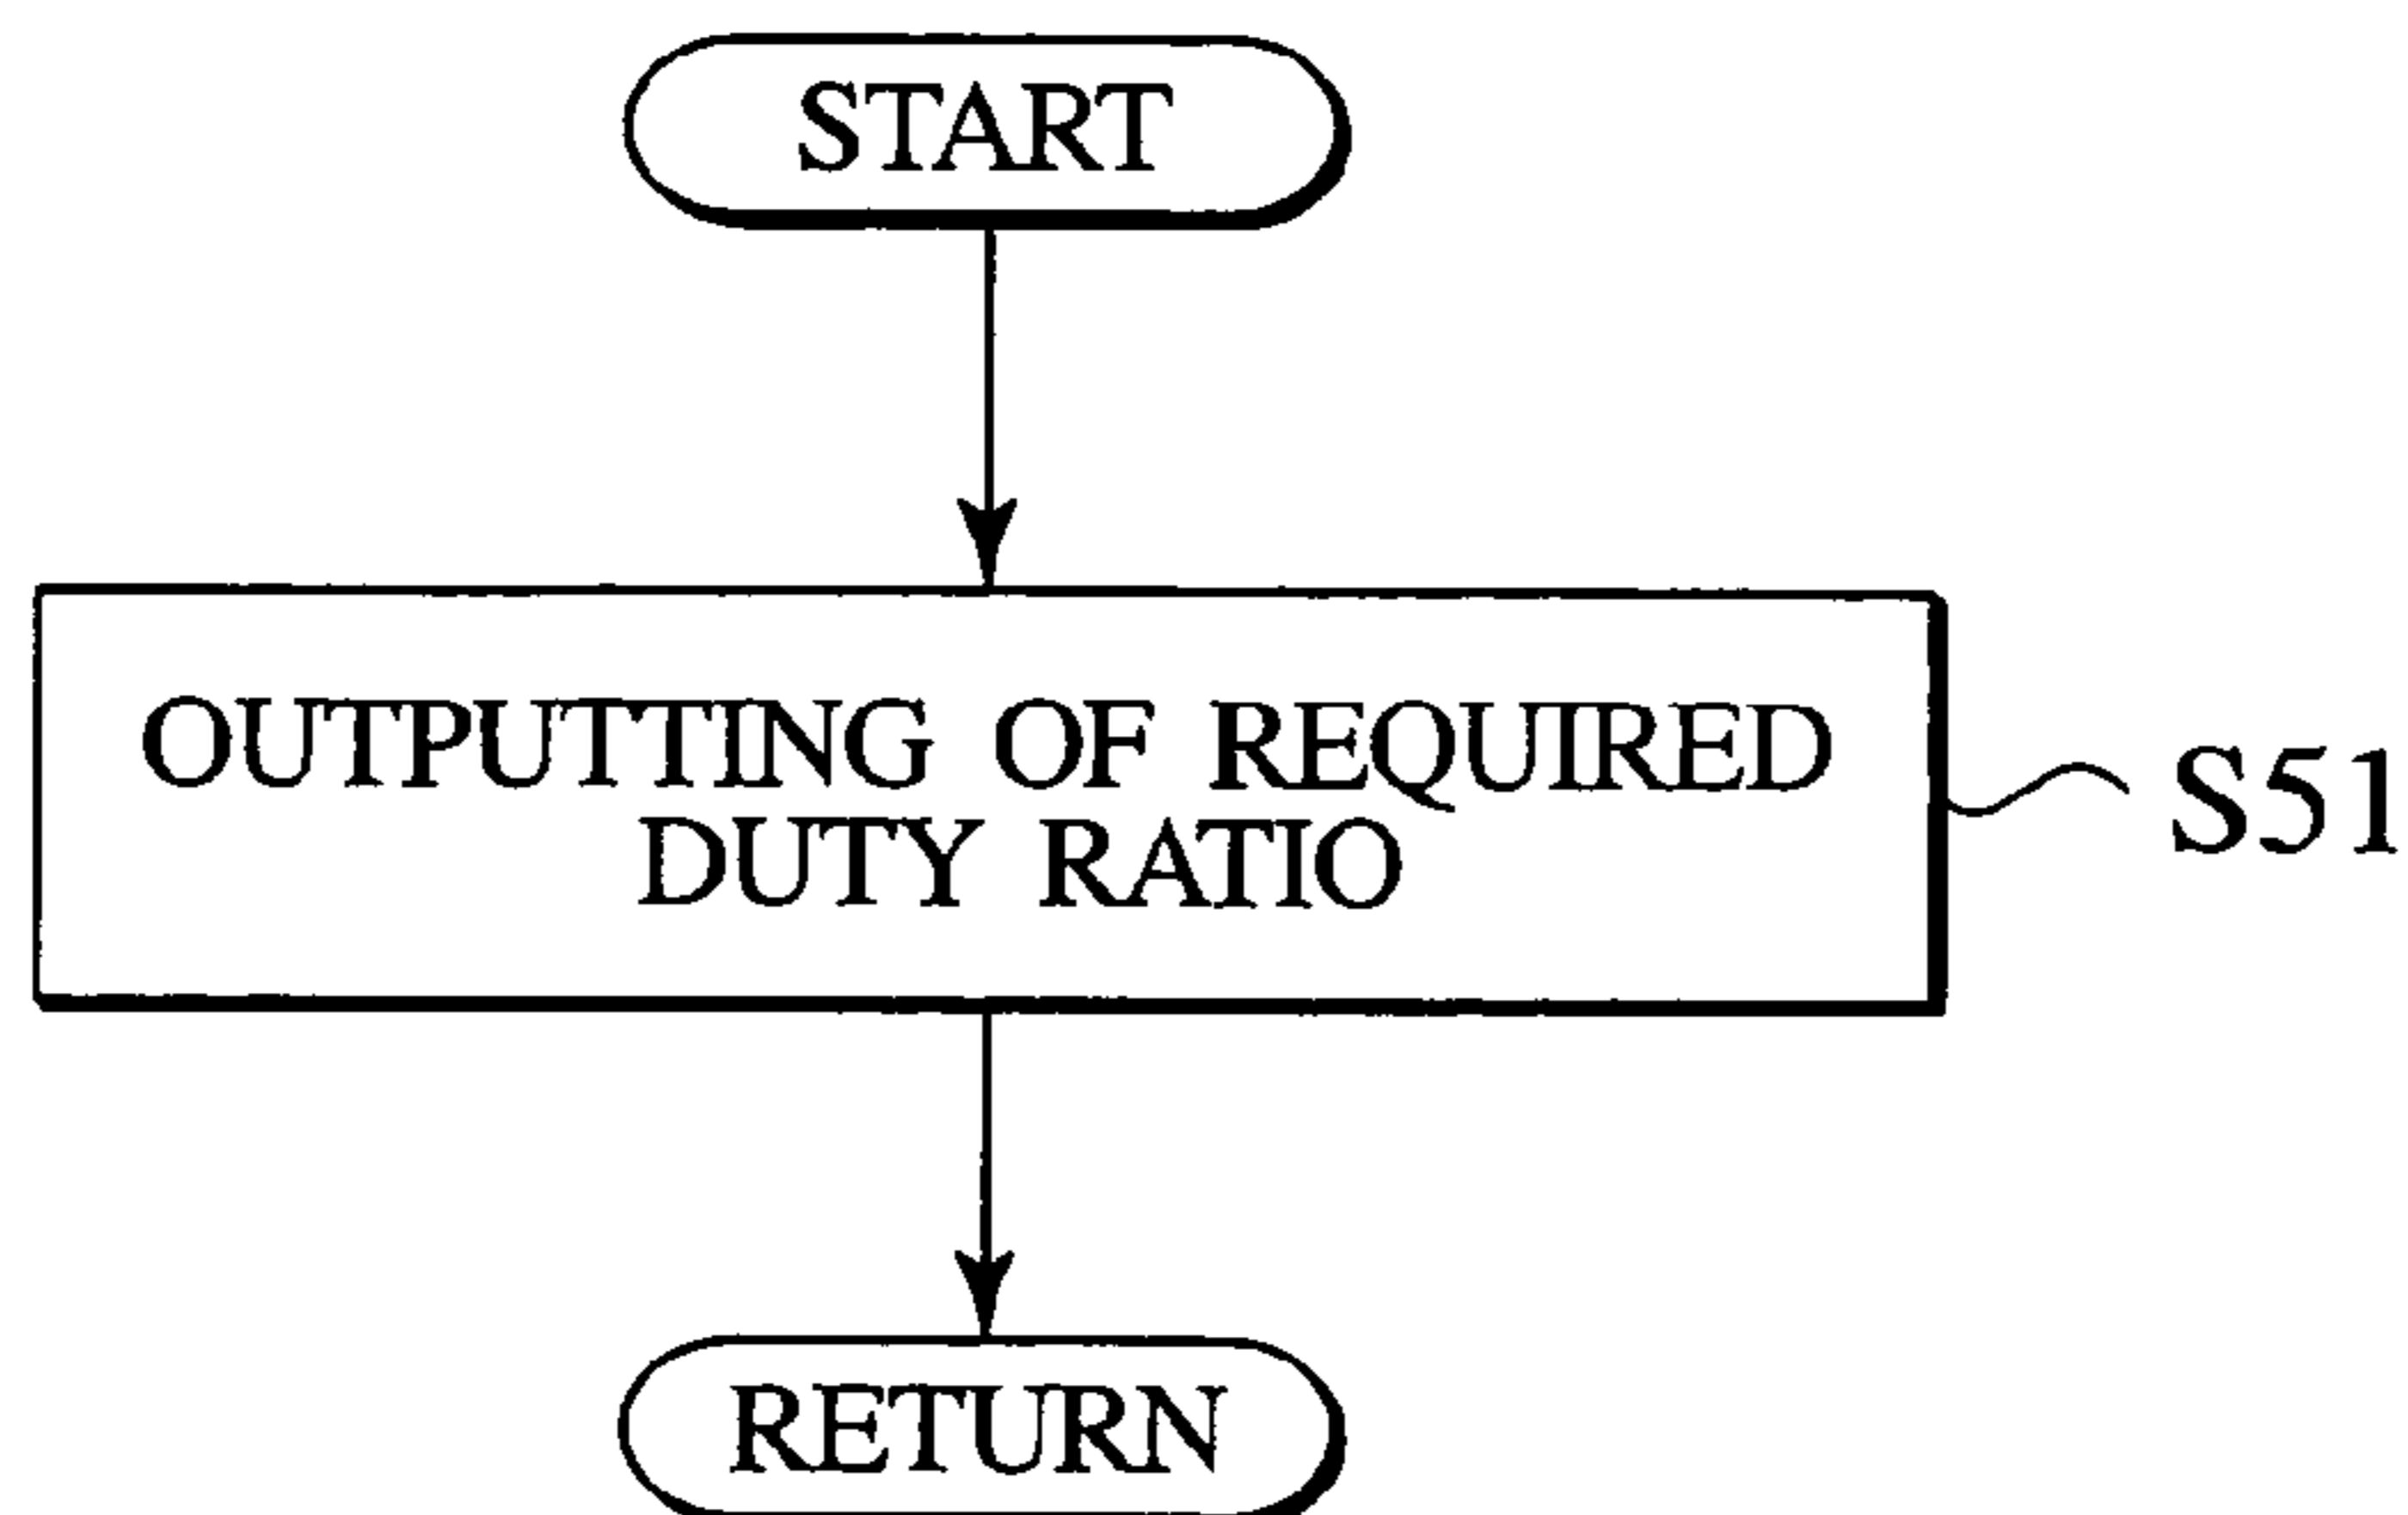 START
OUTPUTTING OF REQUIRED
DUTY RATIO
S51
RETURN